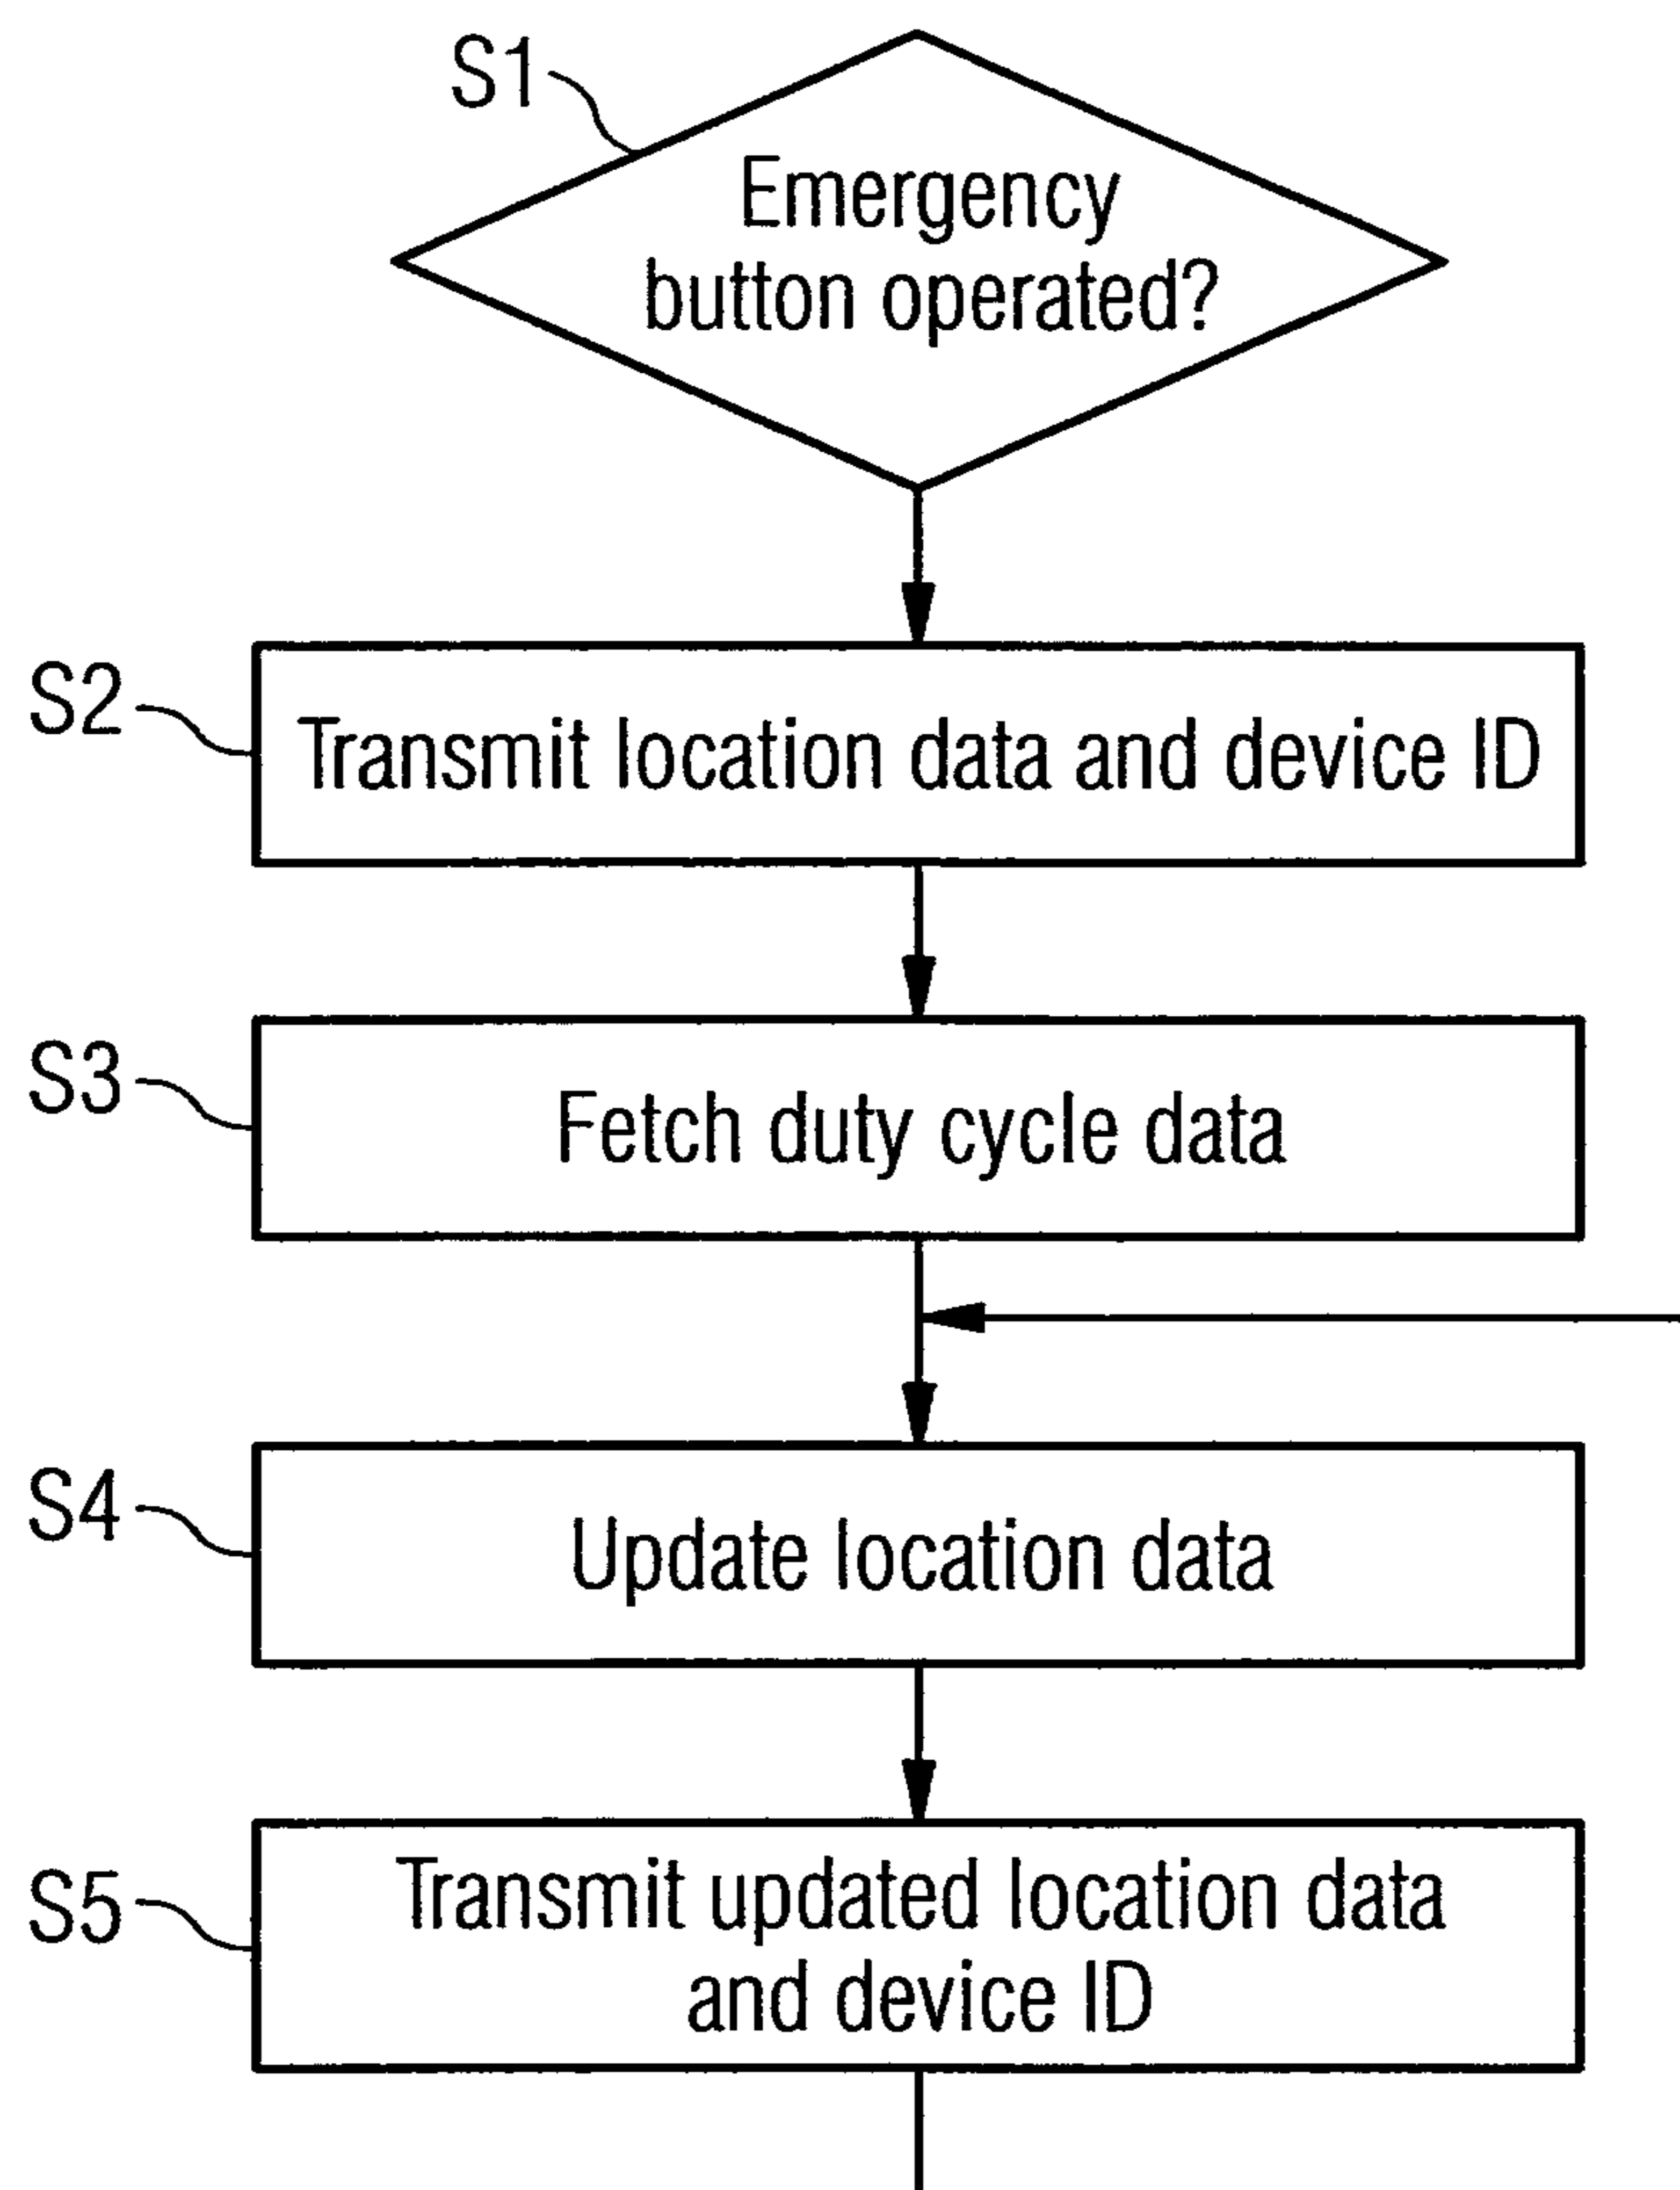 S1
Emergency
button operated?
S2
Transmit location data and device ID
S3
Fetch duty cycle data
S4
Update location data
S5
Transmit updated location data
and device ID